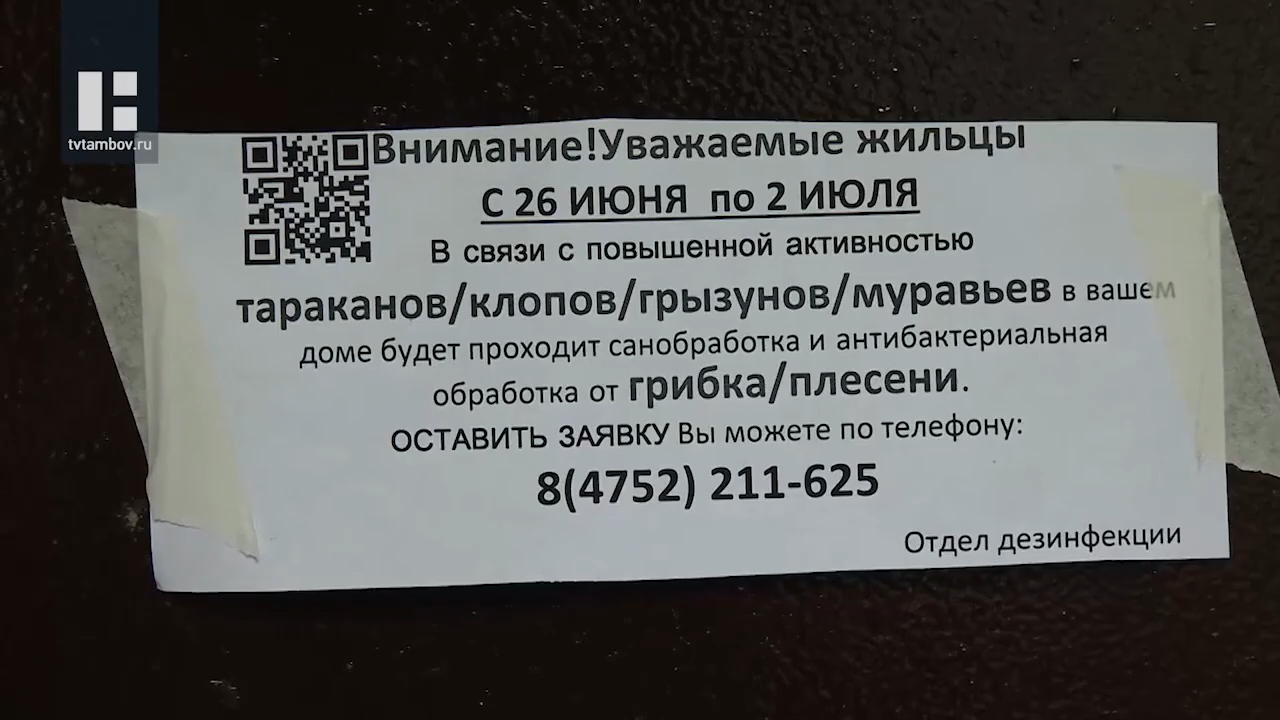 tvtambov.ru
Внимание!Уважаемые жильцы
С 26 ИЮНЯ по 2 ИЮЛЯ
В связи с повышенной активностью
тараканов/клопов/грызунов/муравьев в вашем
доме будет проходит санобработка и антибактериальная
обработка от грибка/плесени.
ОСТАВИТЬ ЗАЯВКУ Вы можете по телефону:
8(4752) 211-625
Отдел дезинфекции